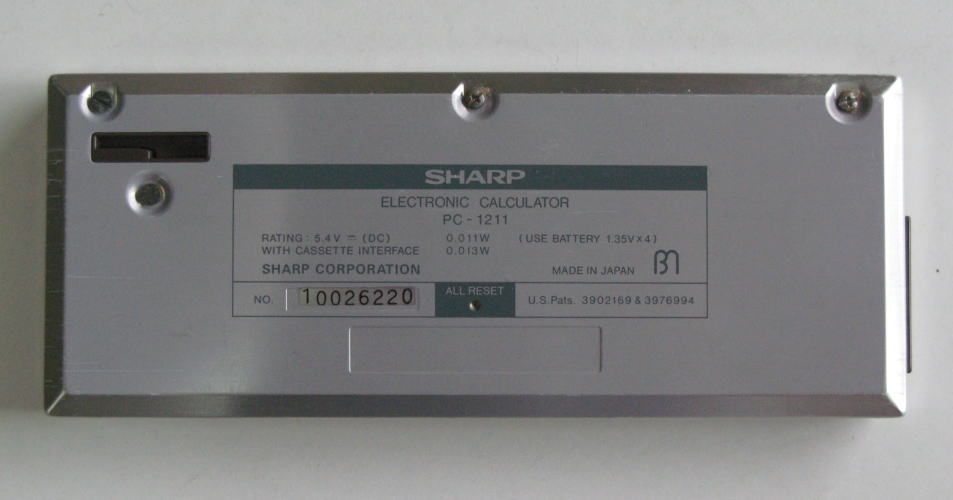 SHARP
ELECTRONIC CALCULATOR
PC - 1211
RATING : 5.4V ⎓ (DC) 0.011W (USE BATTERY 1.35V×4)
WITH CASSETTE INTERFACE 0.013W
SHARP CORPORATION MADE IN JAPAN
NO. 10026220 ALL RESET U.S.Pats. 3902169 & 3976994